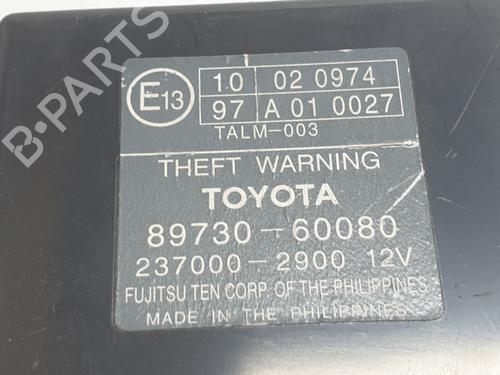 B-PARTS
E13
10 02 0974
97 A 01 0027
TALM-003
THEFT WARNING
TOYOTA
89730-60080
237000-2900 12V
FUJITSU TEN CORP OF THE PHILIPPINES
MADE IN THE PHILIPPINES